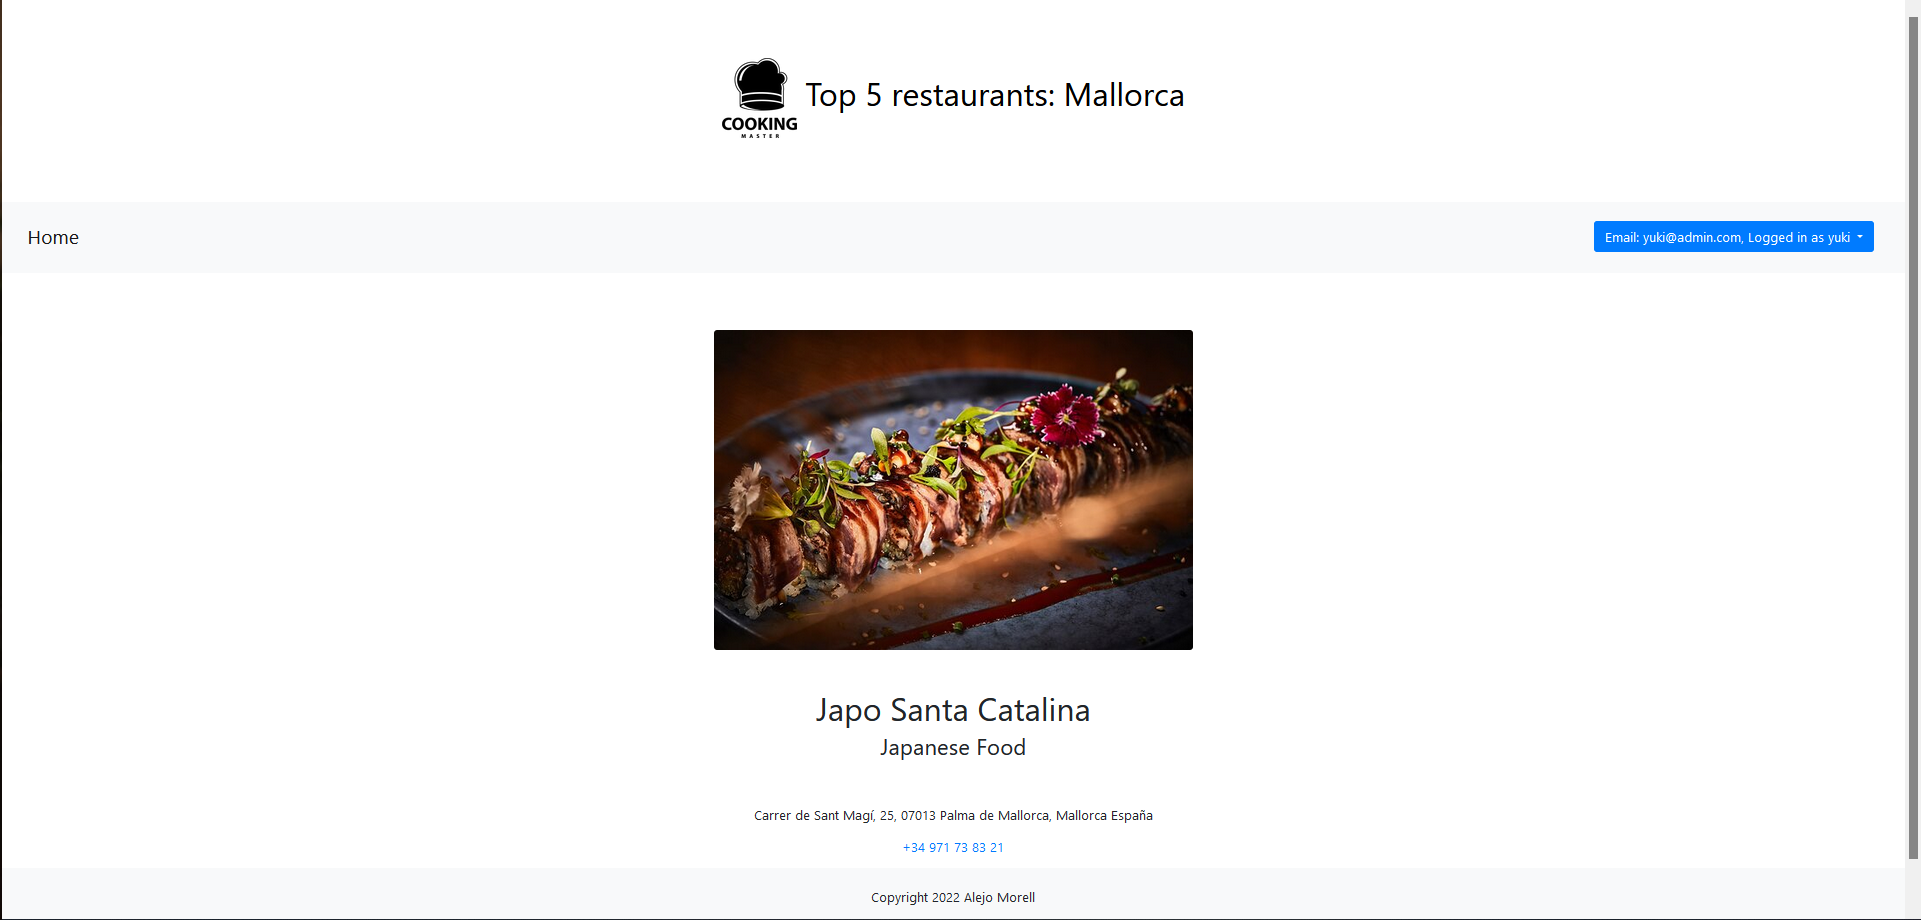 COOKING
MASTER
Top 5 restaurants: Mallorca
Home
Email: yuki@admin.com, Logged in as yuki
Japo Santa Catalina
Japanese Food
Carrer de Sant Magí, 25, 07013 Palma de Mallorca, Mallorca España
+34 971 73 83 21
Copyright 2022 Alejo Morell